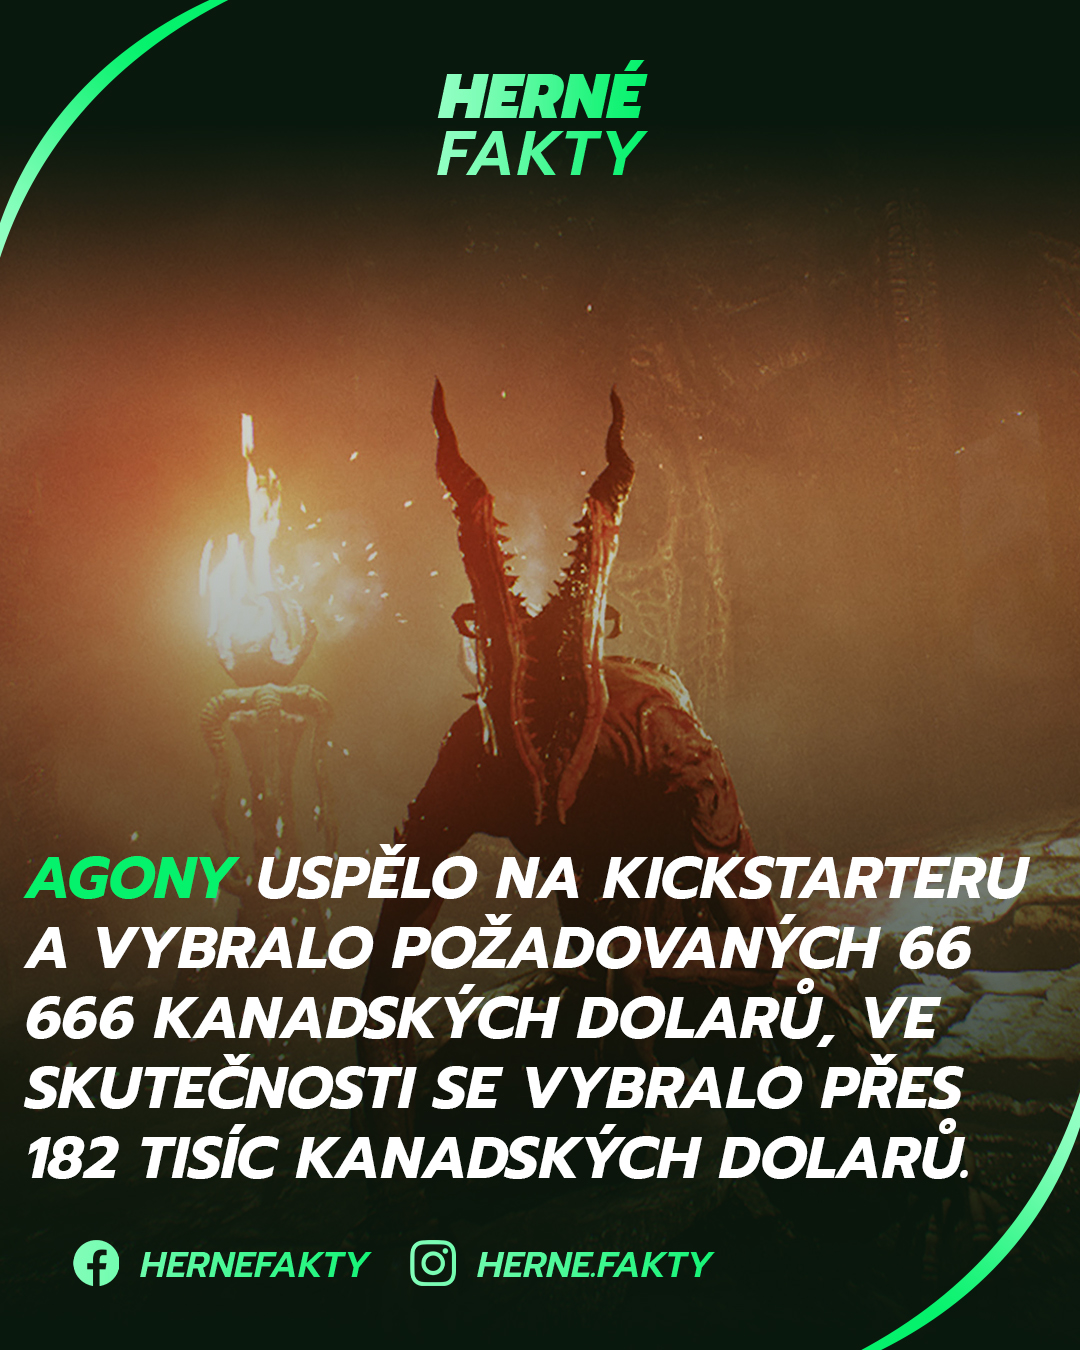 HERNÉ
FAKTY
AGONY USPĚLO NA KICKSTARTERU
A VYBRALO POŽADOVANÝCH 66
666 KANADSKÝCH DOLARŮ, VE
SKUTEČNOSTI SE VYBRALO PŘES
182 TISÍC KANADSKÝCH DOLARŮ.
HERNEFAKTY HERNE.FAKTY